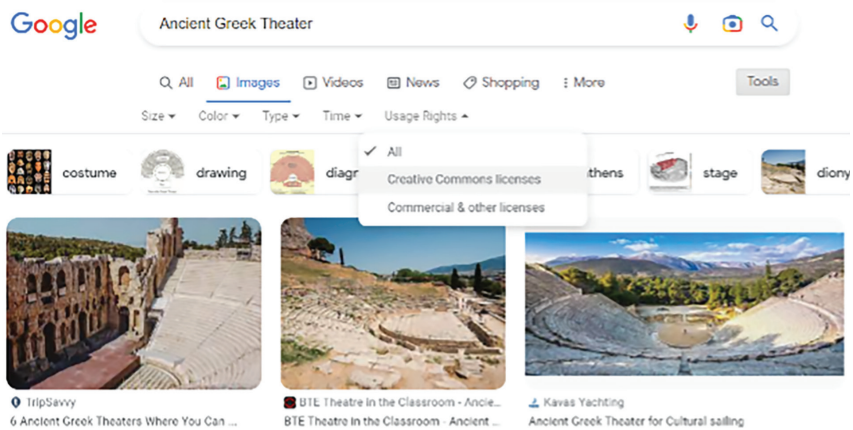 Google
Ancient Greek Theater
All Images Videos News Shopping More Tools
Size Color Type Time Usage Rights
All
Creative Commons licenses
Commercial & other licenses
costume drawing diagr thens stage diony
TripSavvy
6 Ancient Greek Theaters Where You Can ...
BTE Theatre in the Classroom - Ancie...
BTE Theatre in the Classroom - Ancient ...
Kavas Yachting
Ancient Greek Theater for Cultural sailing